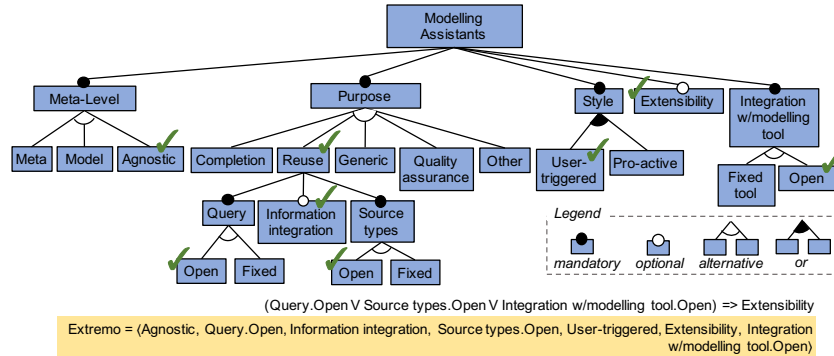 Modelling
Assistants
Meta-Level
Purpose
Style
Extensibility
Integration
w/modelling
tool
Meta
Model
Agnostic
Completion
Reuse
Generic
Quality
assurance
Other
User-
triggered
Pro-active
Fixed
tool
Open
Query
Information
integration
Source
types
Open
Fixed
Open
Fixed
Legend
mandatory
optional
alternative
or
(Query.Open V Source types.Open V Integration w/modelling tool.Open) => Extensibility
Extremo = ⟨Agnostic, Query.Open, Information integration, Source types.Open, User-triggered, Extensibility, Integration
w/modelling tool.Open⟩